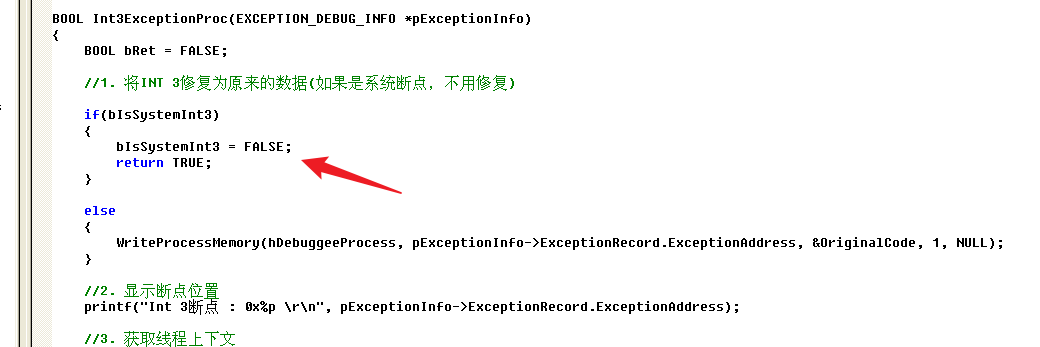 BOOL Int3ExceptionProc(EXCEPTION_DEBUG_INFO *pExceptionInfo)
{
BOOL bRet = FALSE;
//1. 将INT 3修复为原来的数据(如果是系统断点，不用修复)
if(bIsSystemInt3)
{
bIsSystemInt3 = FALSE;
return TRUE;
}
else
{
WriteProcessMemory(hDebuggeeProcess, pExceptionInfo->ExceptionRecord.ExceptionAddress, &OriginalCode, 1, NULL);
}
//2. 显示断点位置
printf("Int 3断点 : 0x%p \r\n", pExceptionInfo->ExceptionRecord.ExceptionAddress);
//3. 获取线程上下文